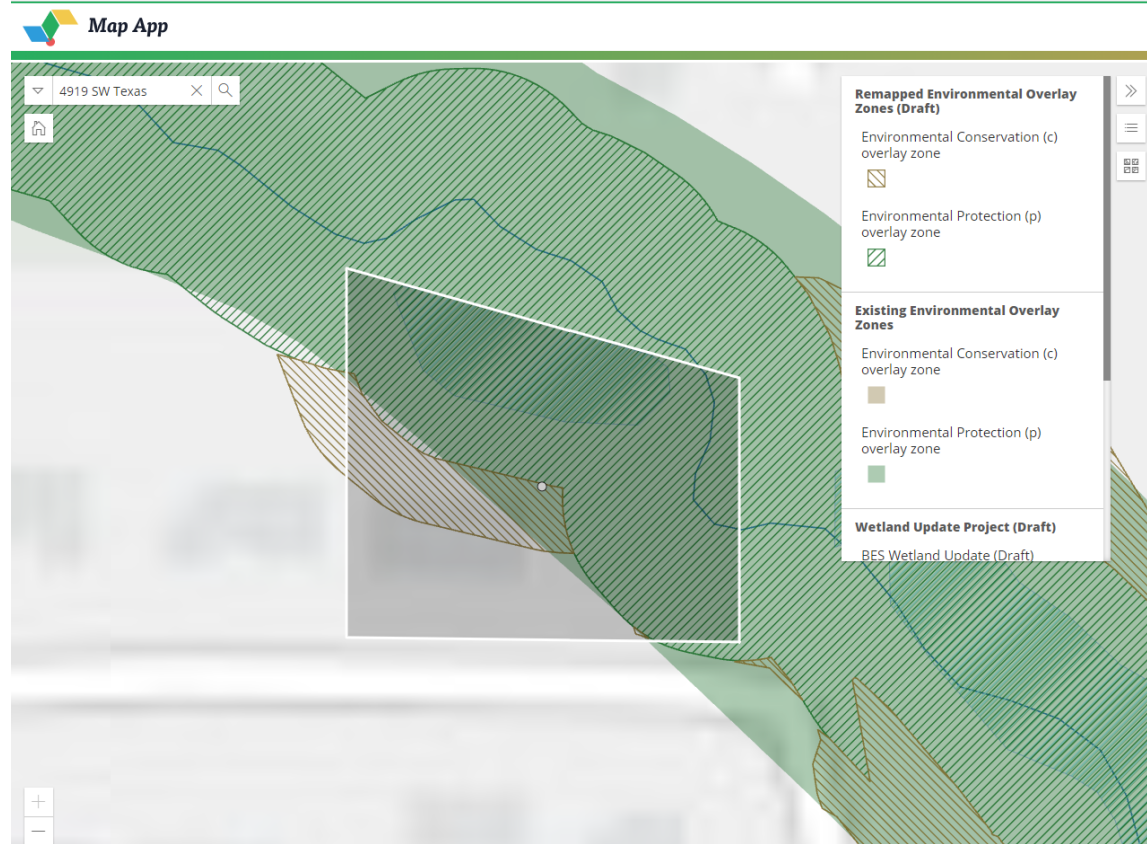 Map App
4919 SW Texas
Remapped Environmental Overlay
Zones (Draft)
Environmental Conservation (c)
overlay zone
Environmental Protection (p)
overlay zone
Existing Environmental Overlay
Zones
Environmental Conservation (c)
overlay zone
Environmental Protection (p)
overlay zone
Wetland Update Project (Draft)
BES Wetland Update (Draft)